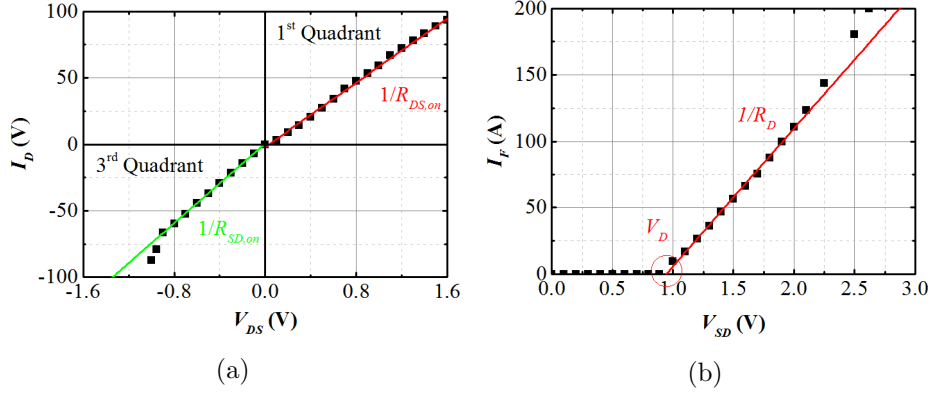 100
50
0
-50
-100
I_D (V)
1st Quadrant
1/R_DS,on
3rd Quadrant
1/R_SD,on
-1.6 -0.8 0.0 0.8 1.6
V_DS (V)
(a)
200
150
100
50
0
I_F (A)
1/R_D
V_D
0.0 0.5 1.0 1.5 2.0 2.5 3.0
V_SD (V)
(b)